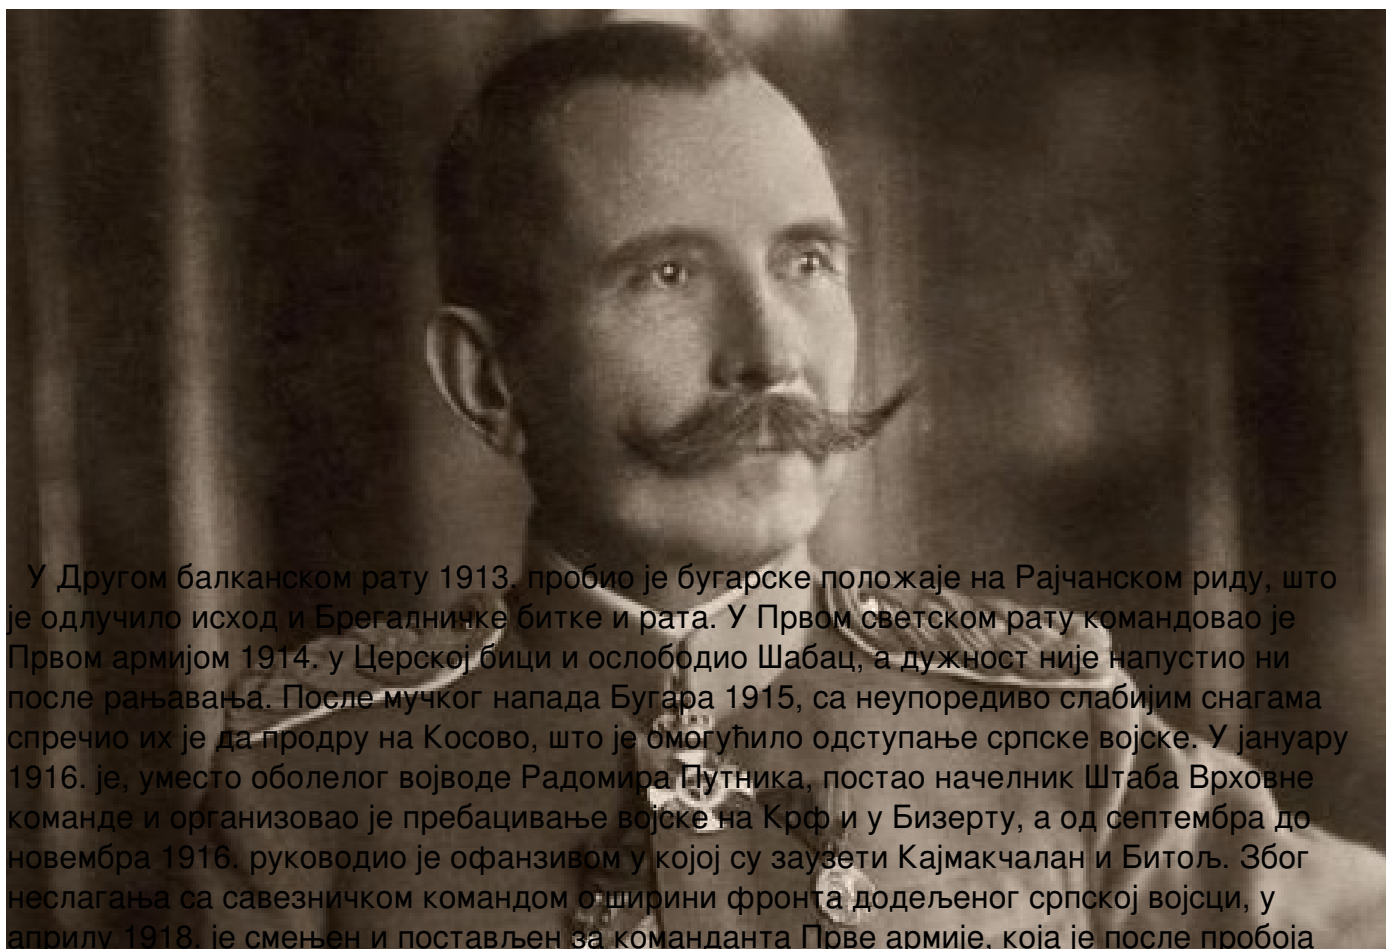 У Другом балканском рату 1913. пробио је бугарске положаје на Рајчанском риду, што
је одлучило исход и Брегалничке битке и рата. У Првом светском рату командовао је
Првом армијом 1914. у Церској бици и ослободио Шабац, а дужност није напустио ни
после рањавања. После мучког напада Бугара 1915, са неупоредиво слабијим снагама
спречио их је да продру на Косово, што је омогућило одступање српске војске. У јануару
1916. је, уместо оболелог војводе Радомира Путника, постао начелник Штаба Врховне
команде и организовао је пребацивање војске на Крф и у Бизерту, а од септембра до
новембра 1916. руководио је офанзивом у којој су заузети Кајмакчалан и Битољ. Због
неслагања са савезничком командом о ширини фронта додељеног српској војсци, у
априлу 1918. је смењен и постављен за команданта Прве армије, која је после пробоја